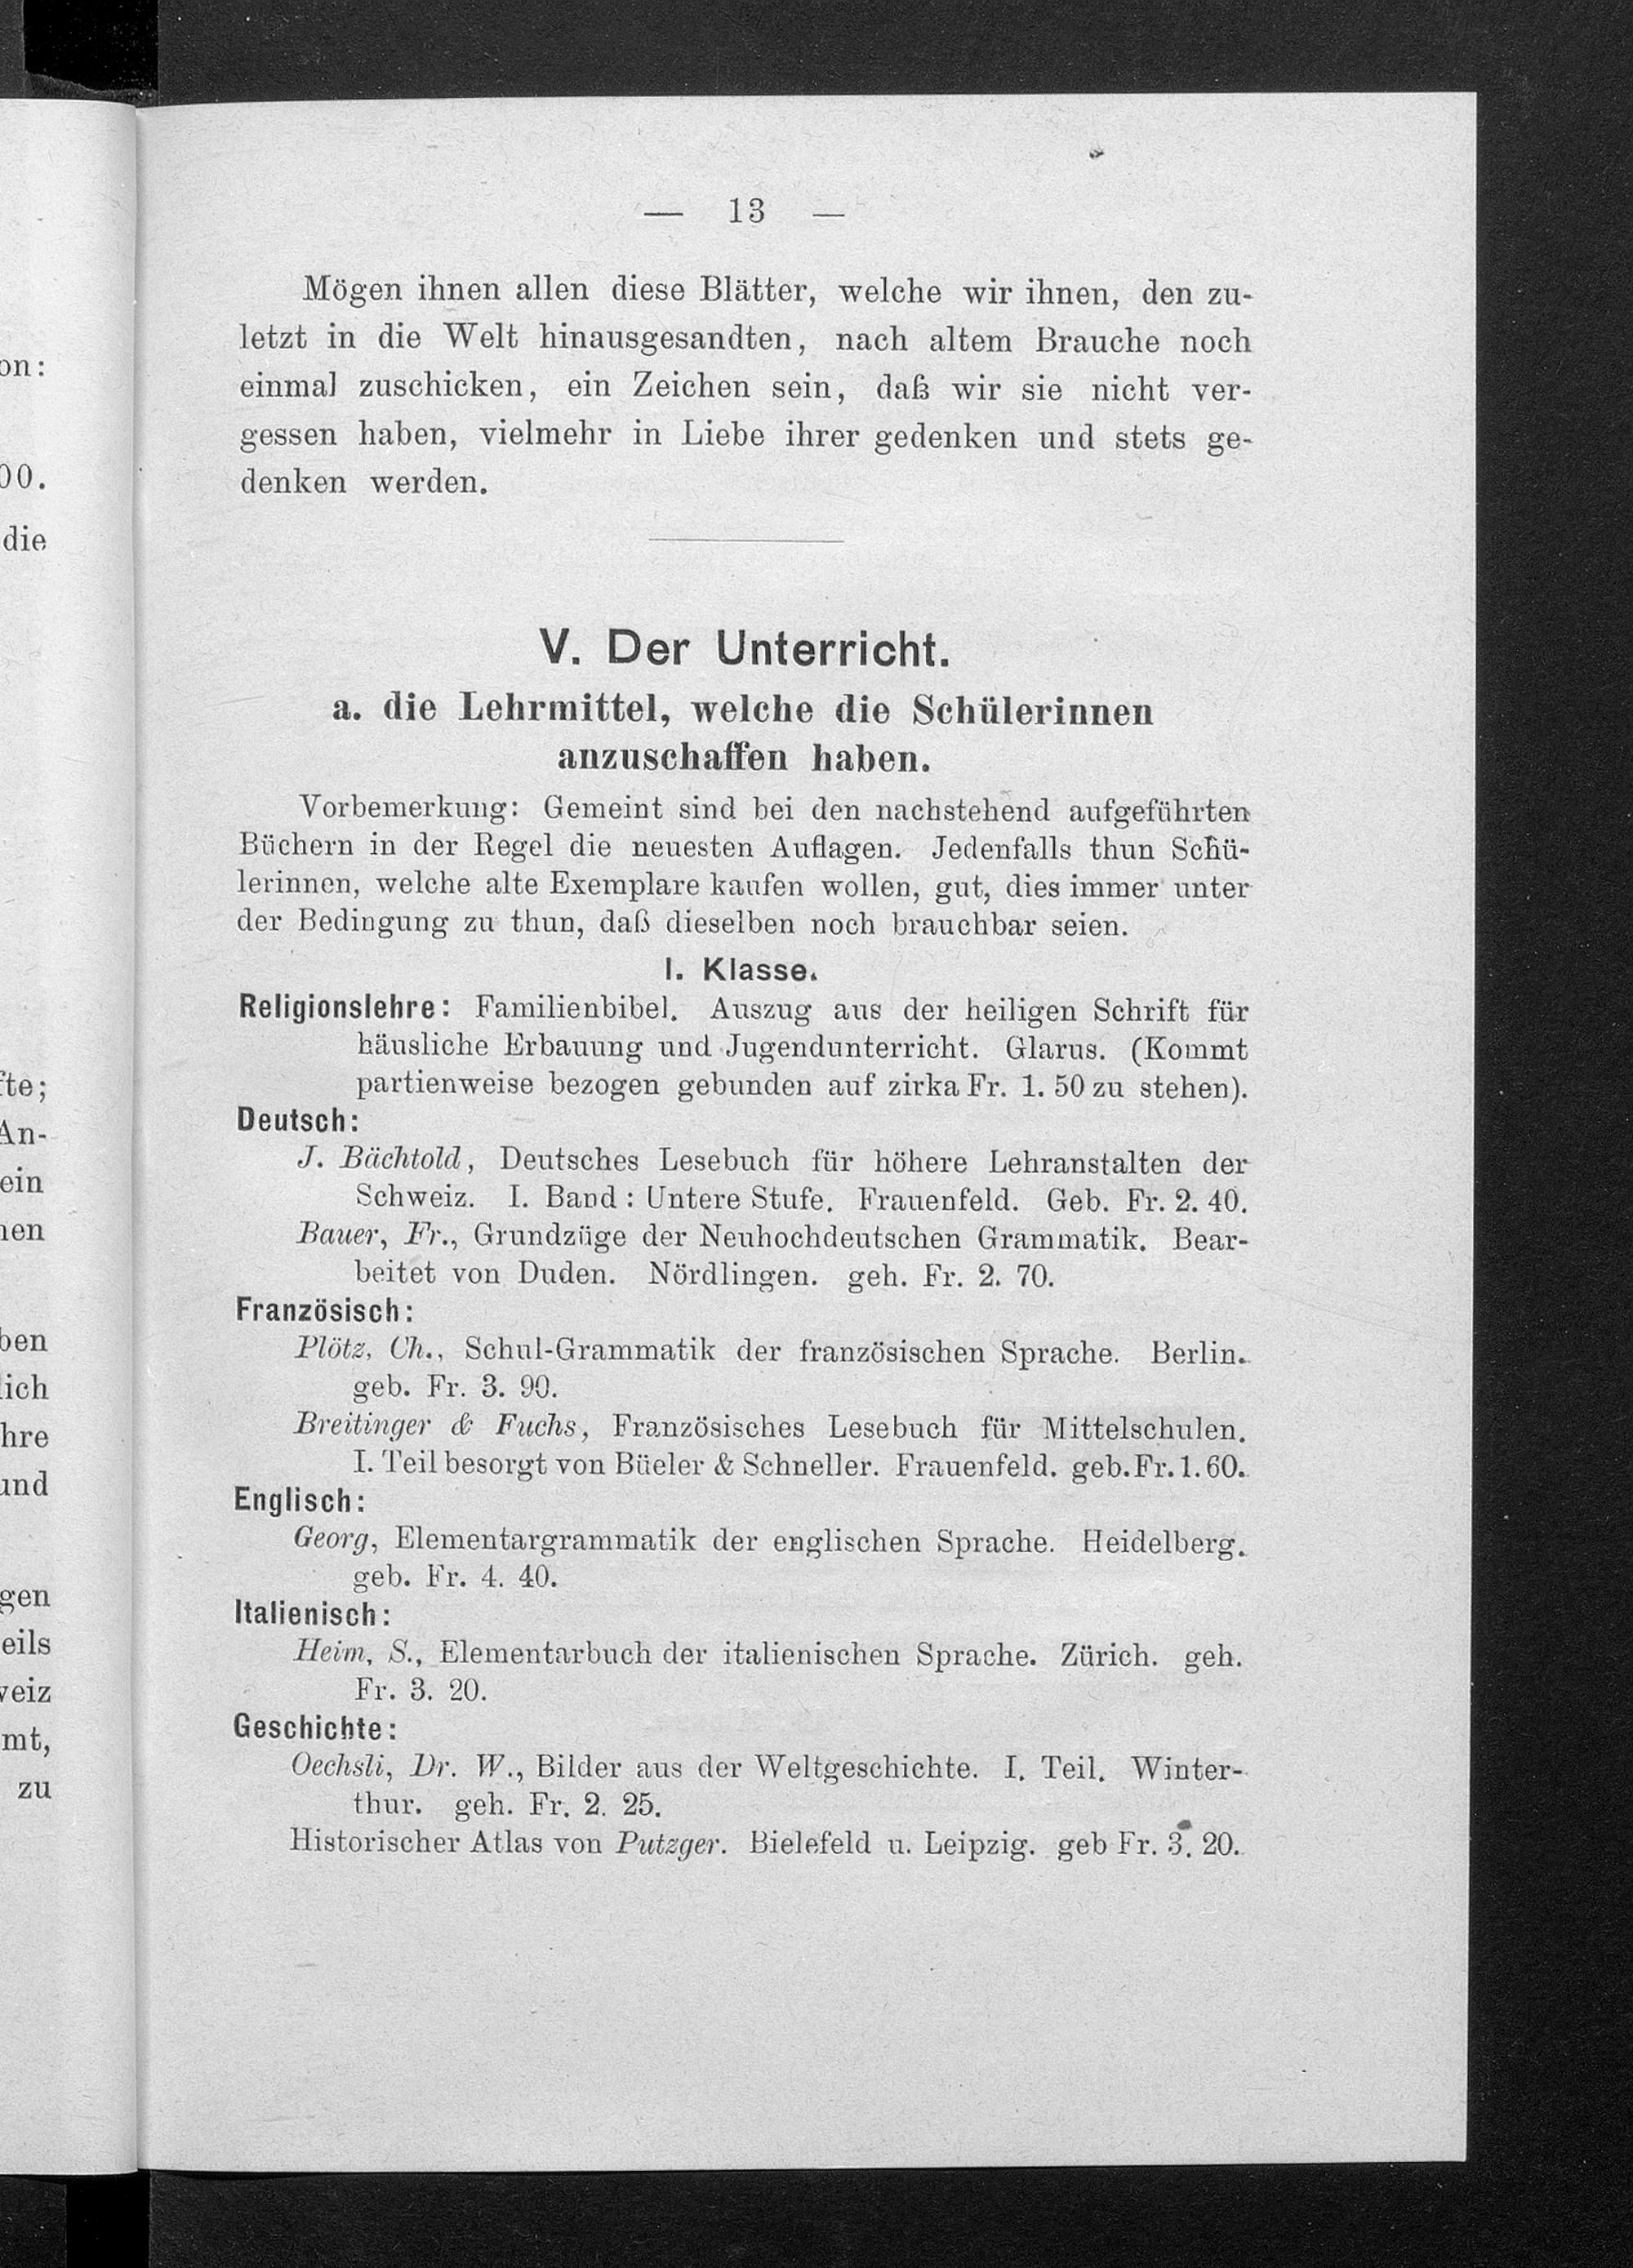 — 13 —
Mögen ihnen allen diese Blätter, welche wir ihnen, den zu-
letzt in die Welt hinausgesandten, nach altem Brauche noch
einmal zuschicken, ein Zeichen sein, daß wir sie nicht ver-
gessen haben, vielmehr in Liebe ihrer gedenken und stets ge-
denken werden.
V. Der Unterricht.
a. die Lehrmittel, welche die Schülerinnen
anzuschaffen haben.
Vorbemerkung: Gemeint sind bei den nachstehend aufgeführten
Büchern in der Regel die neuesten Auflagen. Jedenfalls thun Schü-
lerinnen, welche alte Exemplare kaufen wollen, gut, dies immer unter
der Bedingung zu thun, daß dieselben noch brauchbar seien.
I. Klasse.
Religionslehre: Familienbibel. Auszug aus der heiligen Schrift für
häusliche Erbauung und Jugendunterricht. Glarus. (Kommt
partienweise bezogen gebunden auf zirka Fr. 1. 50 zu stehen).
Deutsch:
J. Bächtold, Deutsches Lesebuch für höhere Lehranstalten der
Schweiz. I. Band: Untere Stufe. Frauenfeld. Geb. Fr. 2. 40.
Bauer, Fr., Grundzüge der Neuhochdeutschen Grammatik. Bear-
beitet von Duden. Nördlingen. geh. Fr. 2. 70.
Französisch:
Plötz, Ch., Schul-Grammatik der französischen Sprache. Berlin.
geb. Fr. 3. 90.
Breitinger & Fuchs, Französisches Lesebuch für Mittelschulen.
I. Teil besorgt von Büeler & Schneller. Frauenfeld. geb. Fr. 1. 60.
Englisch:
Georg, Elementargrammatik der englischen Sprache. Heidelberg.
geb. Fr. 4. 40.
Italienisch:
Heim, S., Elementarbuch der italienischen Sprache. Zürich. geh.
Fr. 3. 20.
Geschichte:
Oechsli, Dr. W., Bilder aus der Weltgeschichte. I. Teil. Winter-
thur. geh. Fr. 2. 25.
Historischer Atlas von Putzger. Bielefeld u. Leipzig. geb Fr. 3. 20.